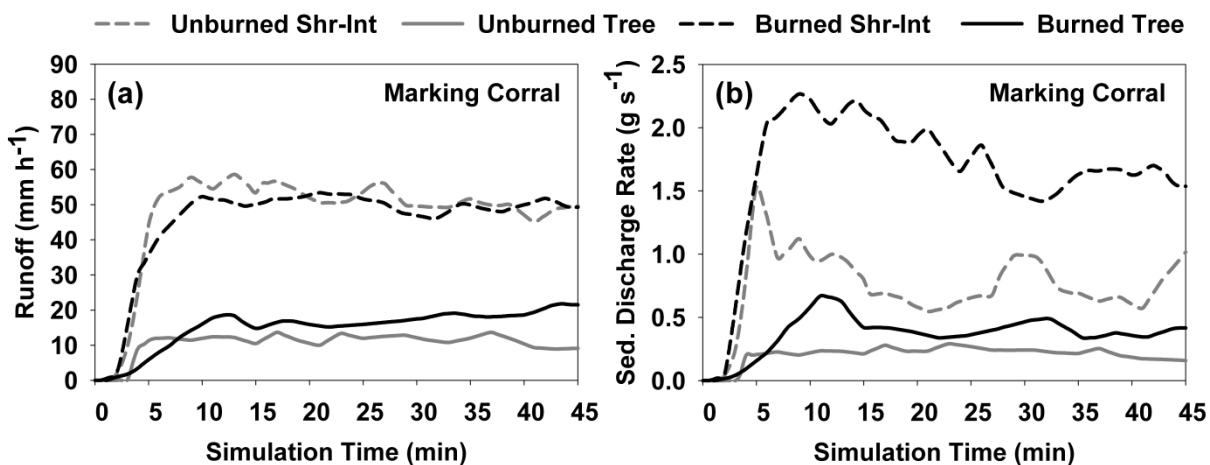 Unburned Shr-Int Unburned Tree Burned Shr-Int Burned Tree
(a) Marking Corral
Runoff (mm h⁻¹)
90
80
70
60
50
40
30
20
10
0
0 5 10 15 20 25 30 35 40 45
Simulation Time (min)
(b) Marking Corral
Sed. Discharge Rate (g s⁻¹)
2.5
2.0
1.5
1.0
0.5
0.0
0 5 10 15 20 25 30 35 40 45
Simulation Time (min)